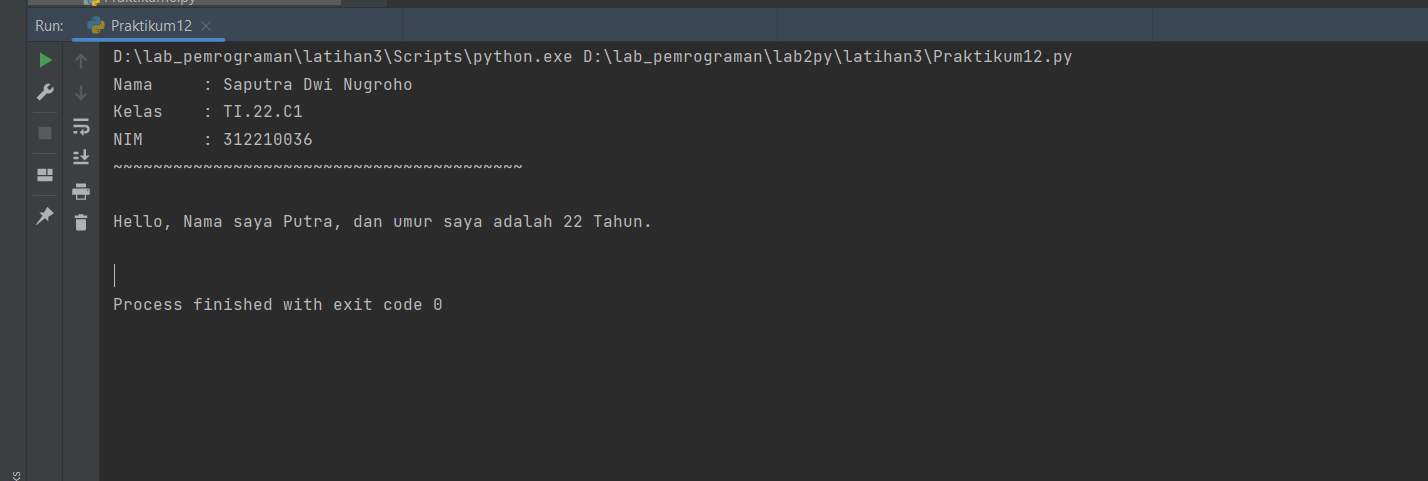 Run: Praktikum12
D:\lab_pemrograman\latihan3\Scripts\python.exe D:\lab_pemrograman\lab2py\latihan3\Praktikum12.py
Nama     : Saputra Dwi Nugroho
Kelas    : TI.22.C1
NIM      : 312210036
~~~~~~~~~~~~~~~~~~~~~~~~~~~~~~~~~~~~~~~~~
Hello, Nama saya Putra, dan umur saya adalah 22 Tahun.
Process finished with exit code 0